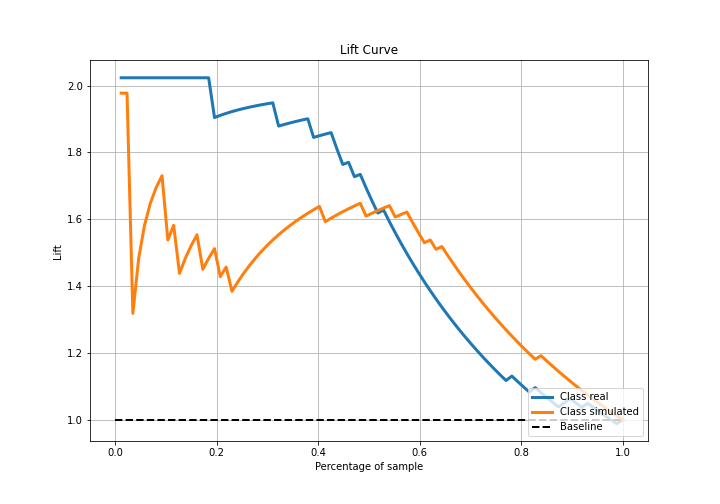 Lift Curve
2.0
1.8
1.6
1.4
1.2
1.0
Lift
0.0 0.2 0.4 0.6 0.8 1.0
Percentage of sample
Class real
Class simulated
Baseline